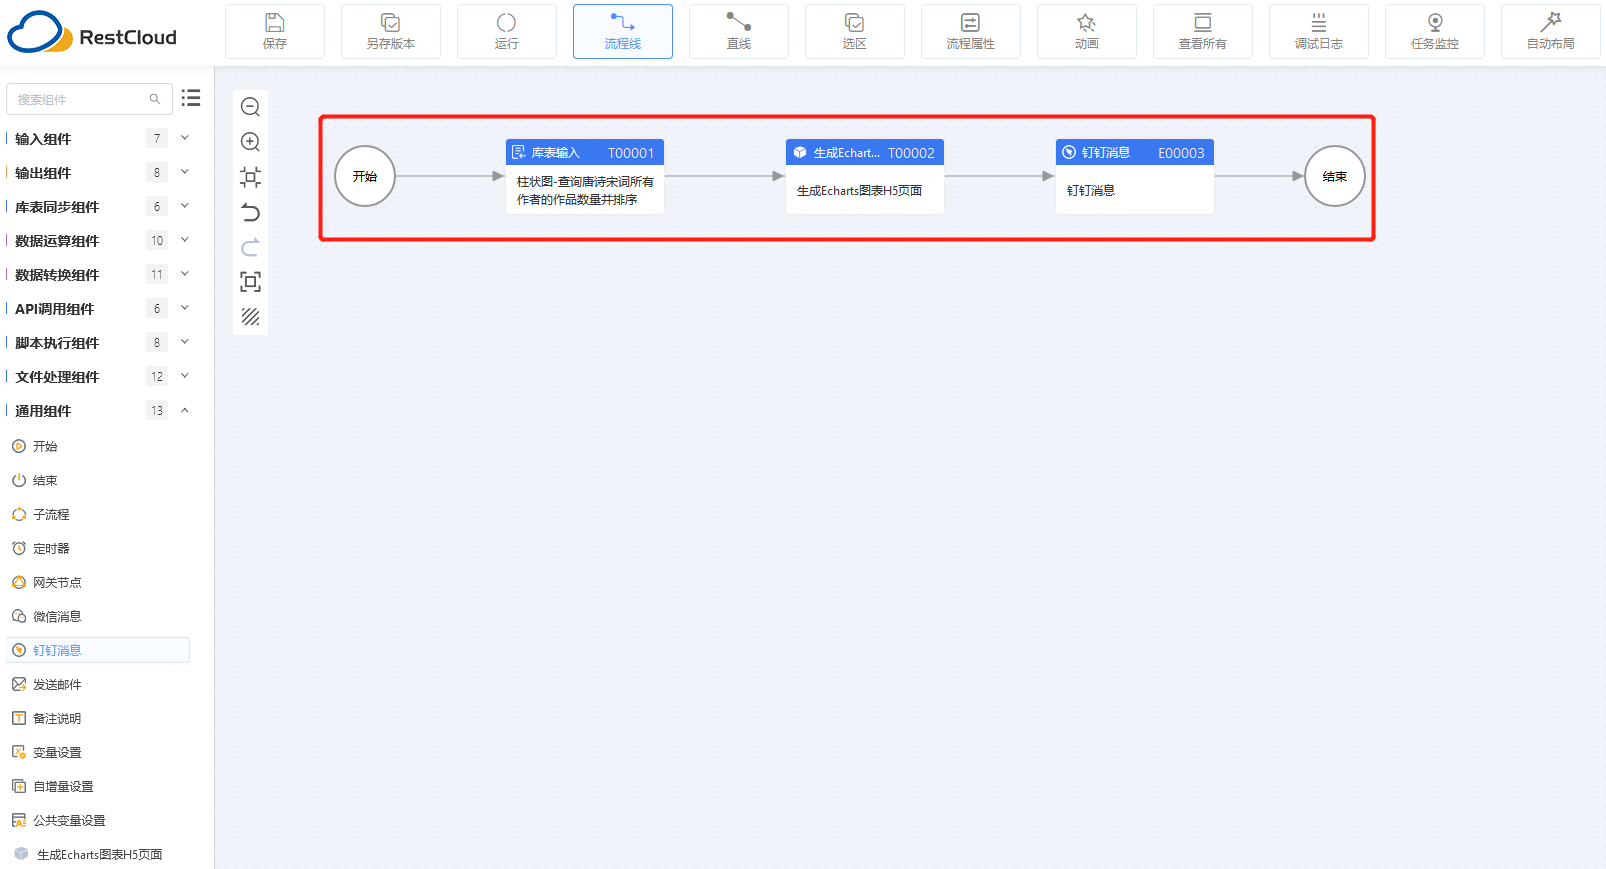 RestCloud
保存
另存版本
运行
流程线
直线
选区
流程属性
动画
查看所有
调试日志
任务监控
自动布局
搜索组件
输入组件 7
输出组件 8
库表同步组件 6
数据运算组件 10
数据转换组件 11
API调用组件 6
脚本执行组件 8
文件处理组件 12
通用组件 13
开始
结束
子流程
定时器
网关节点
微信消息
钉钉消息
发送邮件
备注说明
变量设置
自增量设置
公共变量设置
生成Echarts图表H5页面
开始
库表输入 T00001
柱状图-查询唐诗宋词所有
作者的作品数量并排序
生成Echart... T00002
生成Echarts图表H5页面
钉钉消息 E00003
钉钉消息
结束